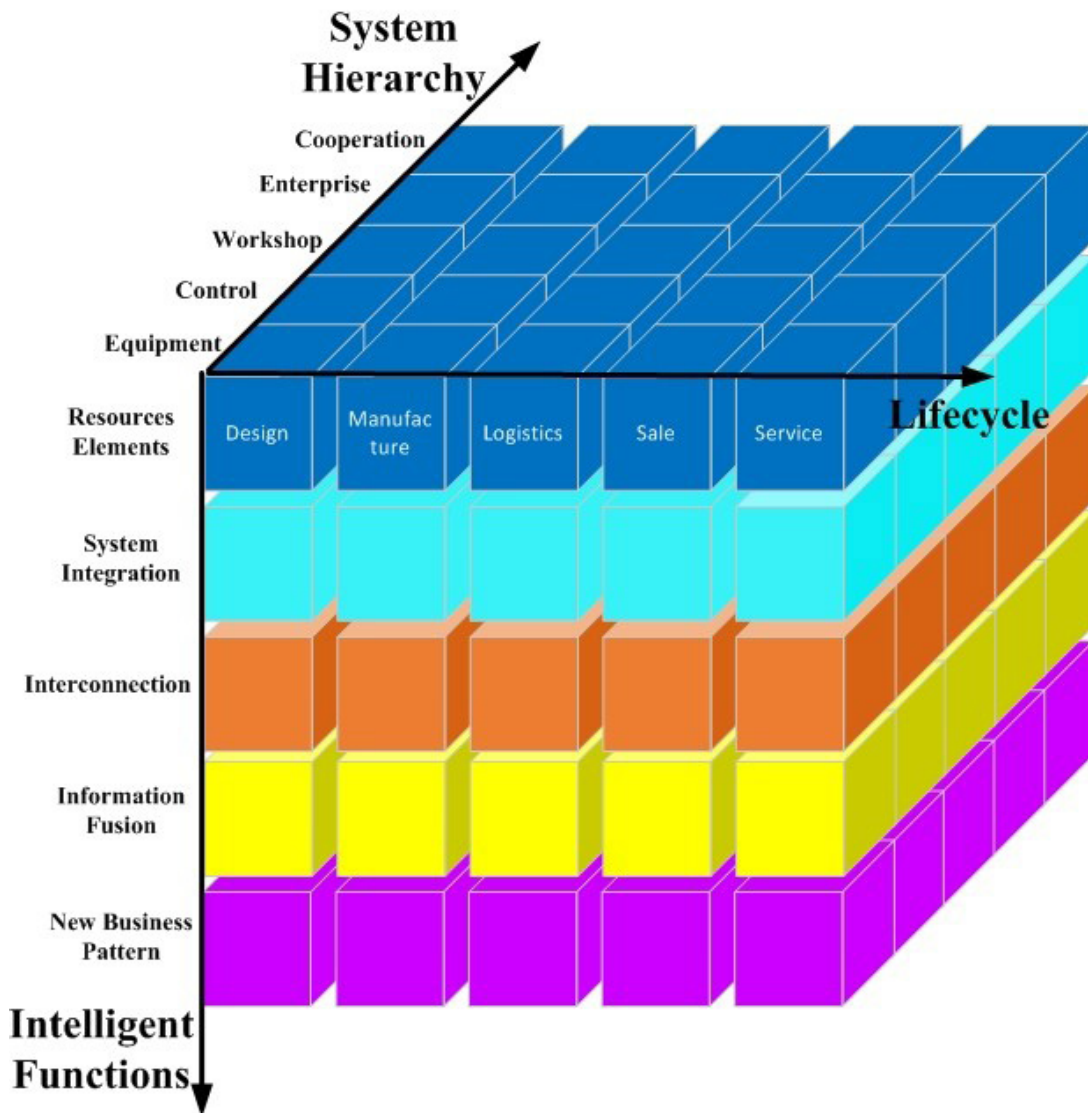 System
Hierarchy
Cooperation
Enterprise
Workshop
Control
Equipment
Resources
Elements
Design
Manufac
ture
Logistics
Sale
Service
Lifecycle
System
Integration
Interconnection
Information
Fusion
New Business
Pattern
Intelligent
Functions